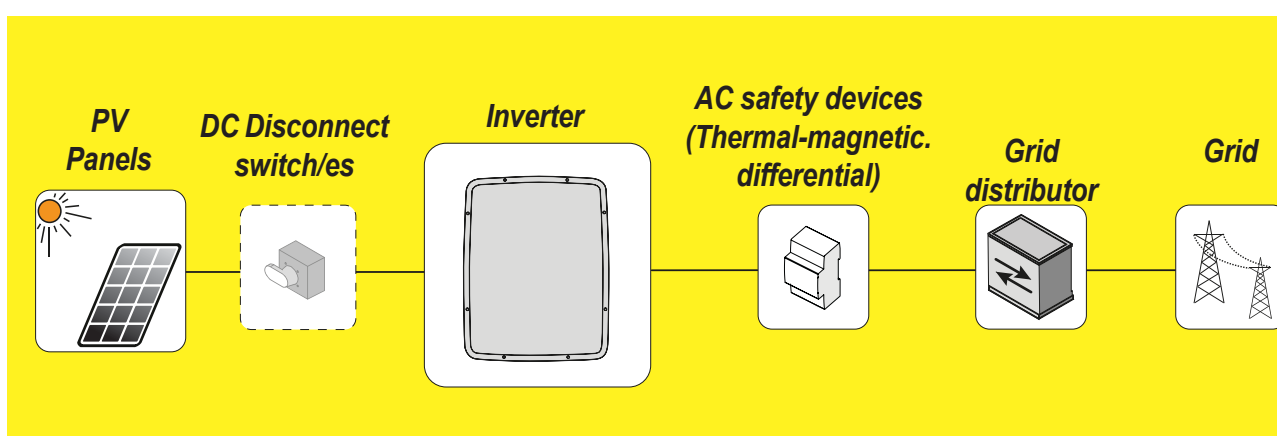 PV
Panels
DC Disconnect
switch/es
Inverter
AC safety devices
(Thermal-magnetic.
differential)
Grid
distributor
Grid